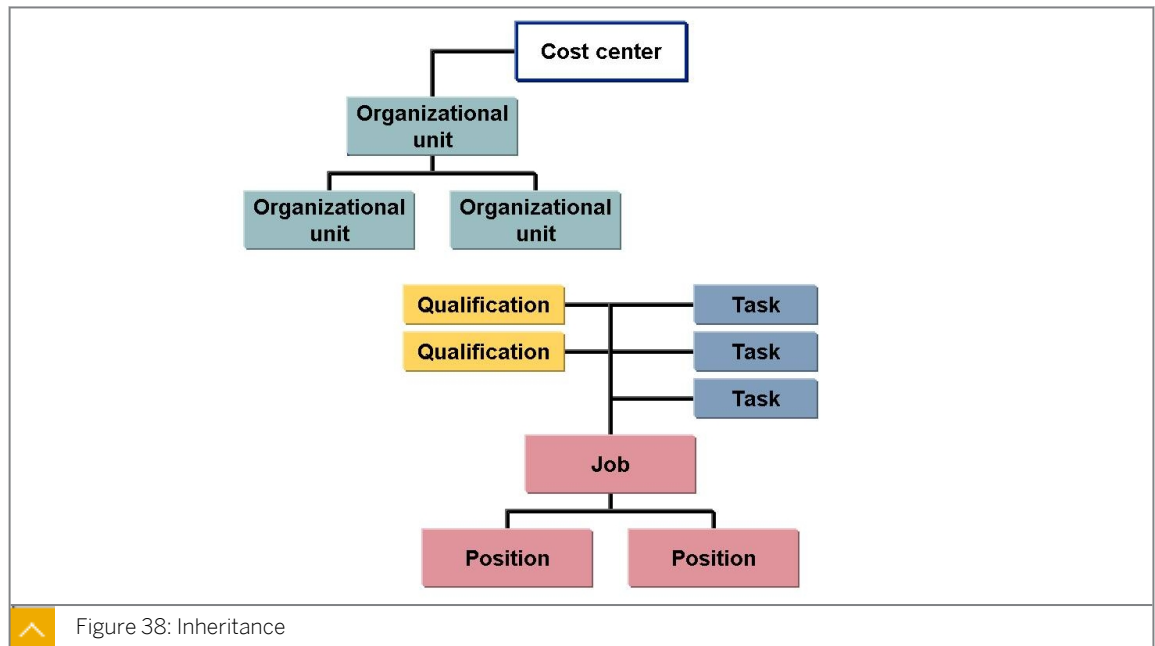 Cost center
Organizational
unit
Organizational
unit
Organizational
unit
Qualification
Task
Qualification
Task
Task
Job
Position
Position
Figure 38: Inheritance